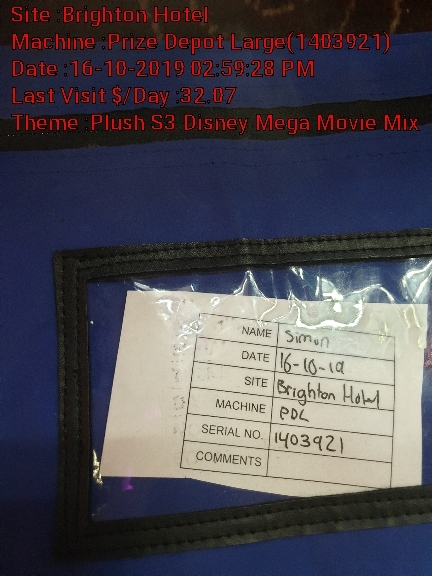 Site :Brighton Hotel
Machine :Prize Depot Large(1403921)
Date :16-10-2019 02:59:28 PM
Last Visit $/Day :32.07
Theme :Plush S3 Disney Mega Movie Mix
NAME Simon
DATE 16-10-19
SITE Brighton Hotel
MACHINE PDL
SERIAL NO. 1403921
COMMENTS